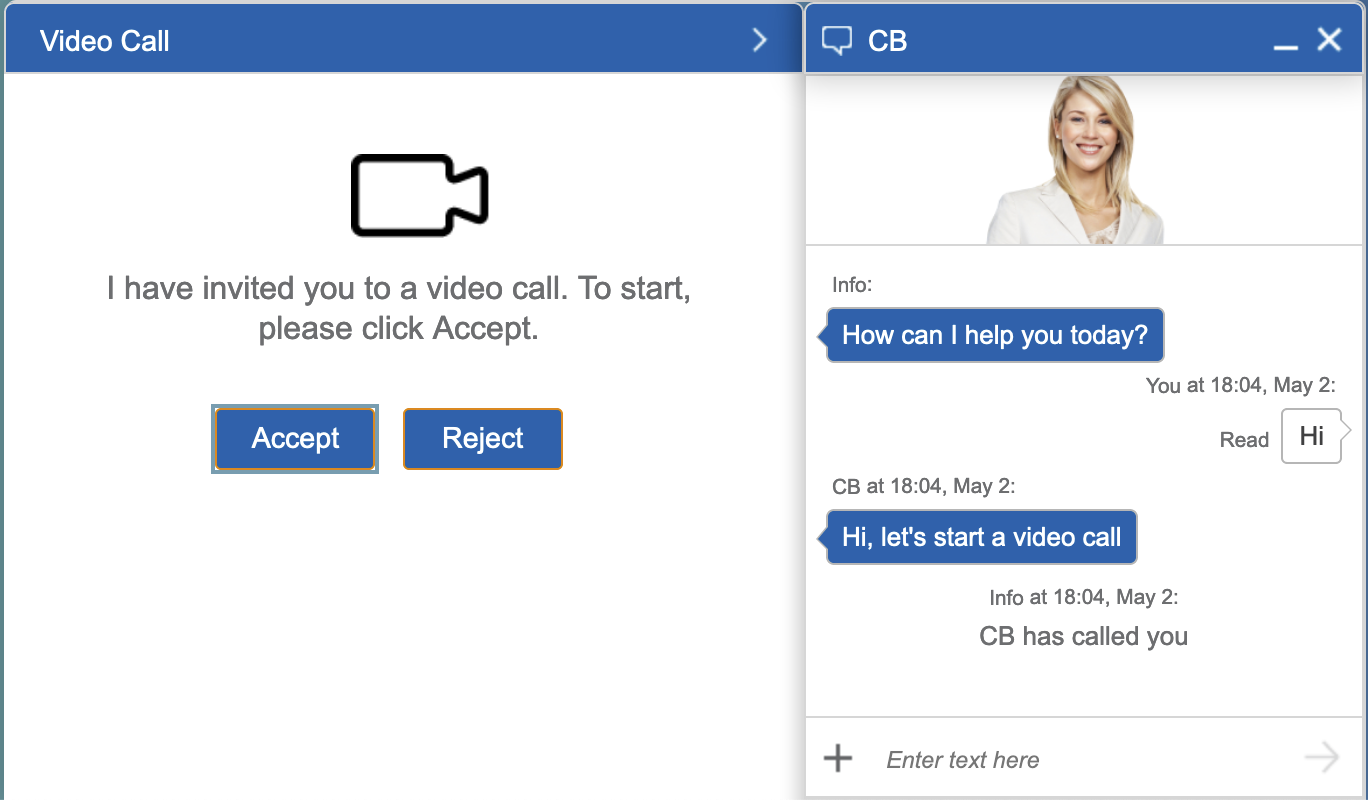 Video Call
I have invited you to a video call. To start,
please click Accept.
Accept
Reject
CB
Info:
How can I help you today?
You at 18:04, May 2:
Read
Hi
CB at 18:04, May 2:
Hi, let's start a video call
Info at 18:04, May 2:
CB has called you
Enter text here